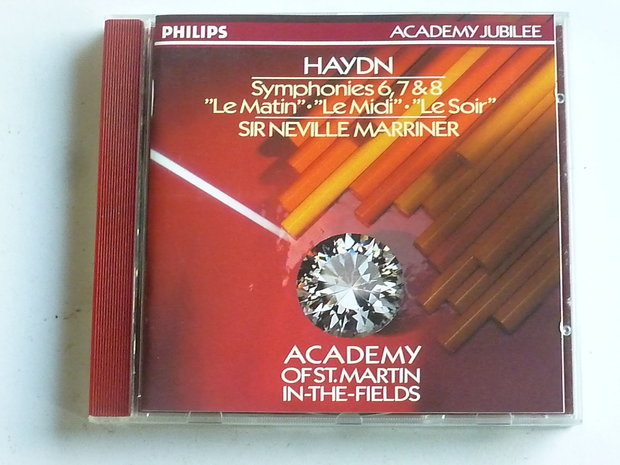 PHILIPS ACADEMY JUBILEE
HAYDN
Symphonies 6, 7 & 8
"Le Matin" • "Le Midi" • "Le Soir"
SIR NEVILLE MARRINER
ACADEMY
OF ST. MARTIN
IN-THE-FIELDS